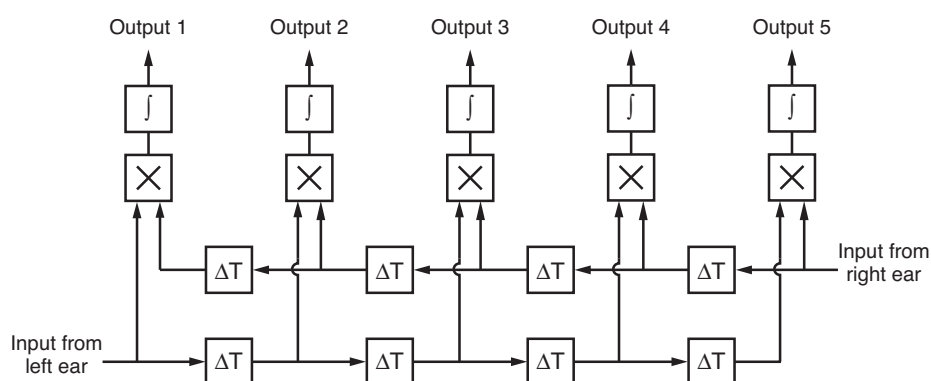 Output 1 Output 2 Output 3 Output 4 Output 5
∫ ∫ ∫ ∫ ∫
× × × × ×
ΔT ΔT ΔT ΔT
Input from
right ear
Input from
left ear
ΔT ΔT ΔT ΔT